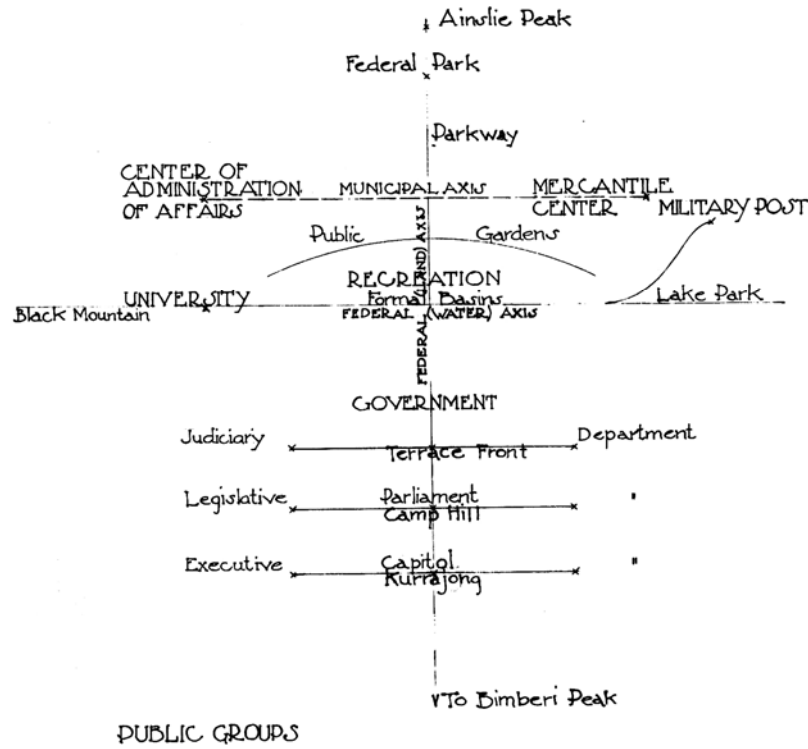 Ainslie Peak
Federal Park
Parkway
CENTER OF
ADMINISTRATION
OF AFFAIRS
MUNICIPAL AXIS
MERCANTILE
CENTER
MILITARY POST
Public Gardens
FEDERAL (LAND) AXIS
RECREATION
UNIVERSITY
Formal Basins
Lake Park
Black Mountain
FEDERAL (WATER) AXIS
GOVERNMENT
Judiciary
Department
Terrace Front
Legislative
Parliament
"
Camp Hill
Executive
Capitol
"
Kurrajong
To Bimberi Peak
PUBLIC GROUPS